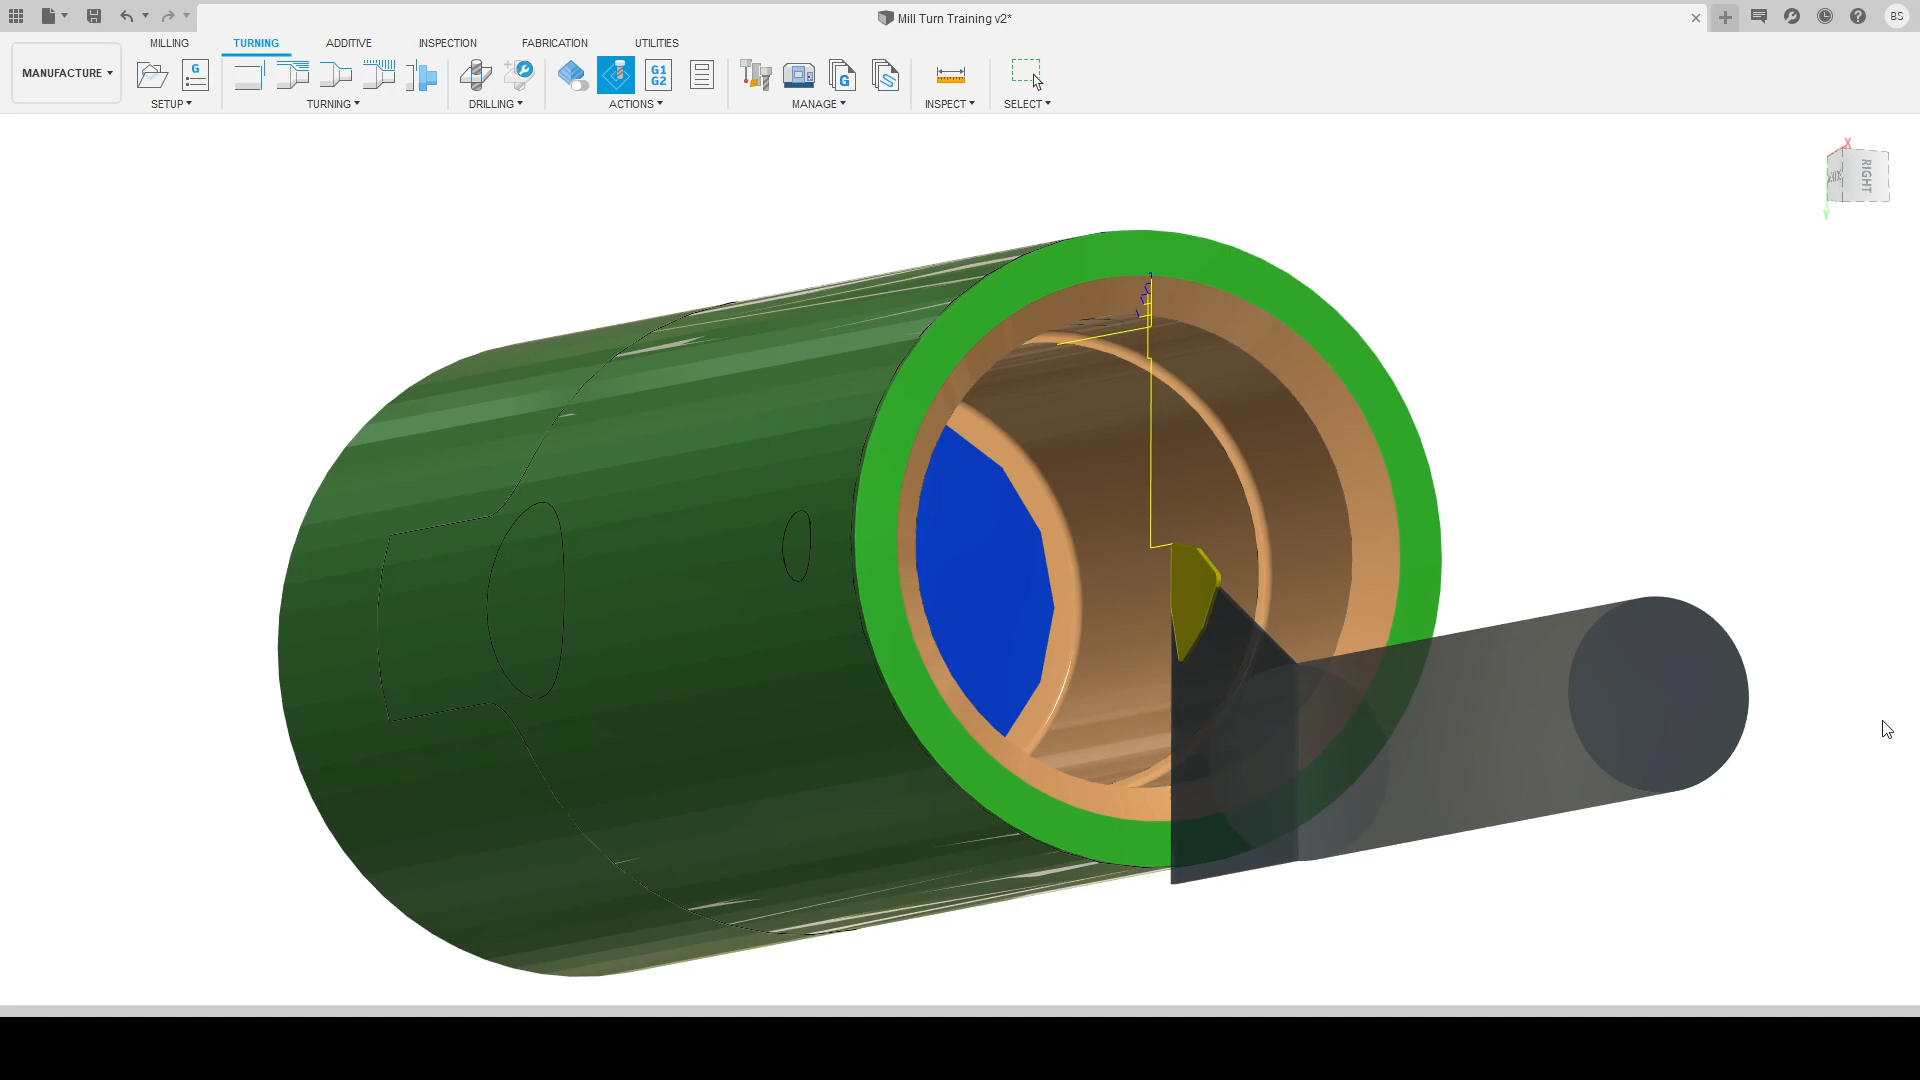 Mill Turn Training v2*
BS
MILLING
TURNING
ADDITIVE
INSPECTION
FABRICATION
UTILITIES
MANUFACTURE
G
G1
G2
G
SETUP
TURNING
DRILLING
ACTIONS
MANAGE
INSPECT
SELECT
X
RIGHT
Y